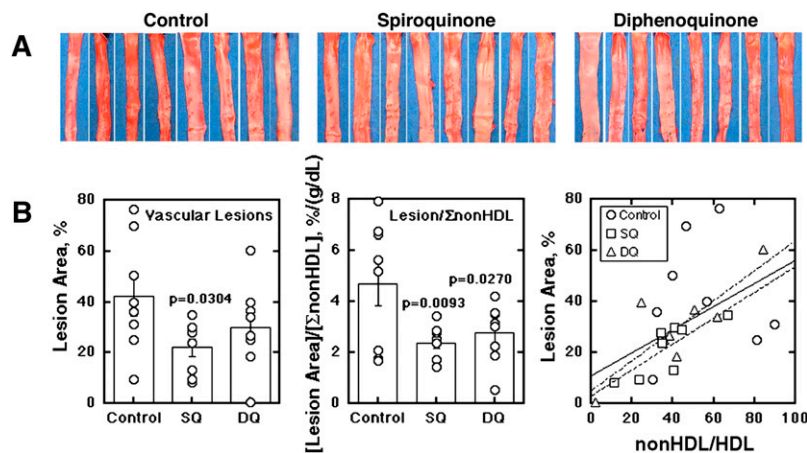 Control Spiroquinone Diphenoquinone
A
B
Lesion Area, %
80
60
40
20
0
Vascular Lesions
p=0.0304
Control SQ DQ
[Lesion Area]/[ΣnonHDL], %/(g/dL)
8
6
4
2
0
Lesion/ΣnonHDL
p=0.0093
p=0.0270
Control SQ DQ
Lesion Area, %
80
60
40
20
0
Control
SQ
DQ
0 20 40 60 80 100
nonHDL/HDL